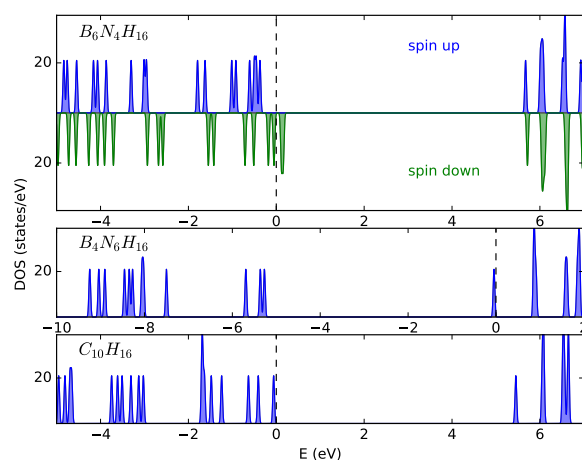 B₆N₄H₁₆
spin up
20
20
spin down
−4 −2 0 2 4 6
DOS (states/eV)
B₄N₆H₁₆
20
−10 −8 −6 −4 −2 0 2
C₁₀H₁₆
20
−4 −2 0 2 4 6
E (eV)